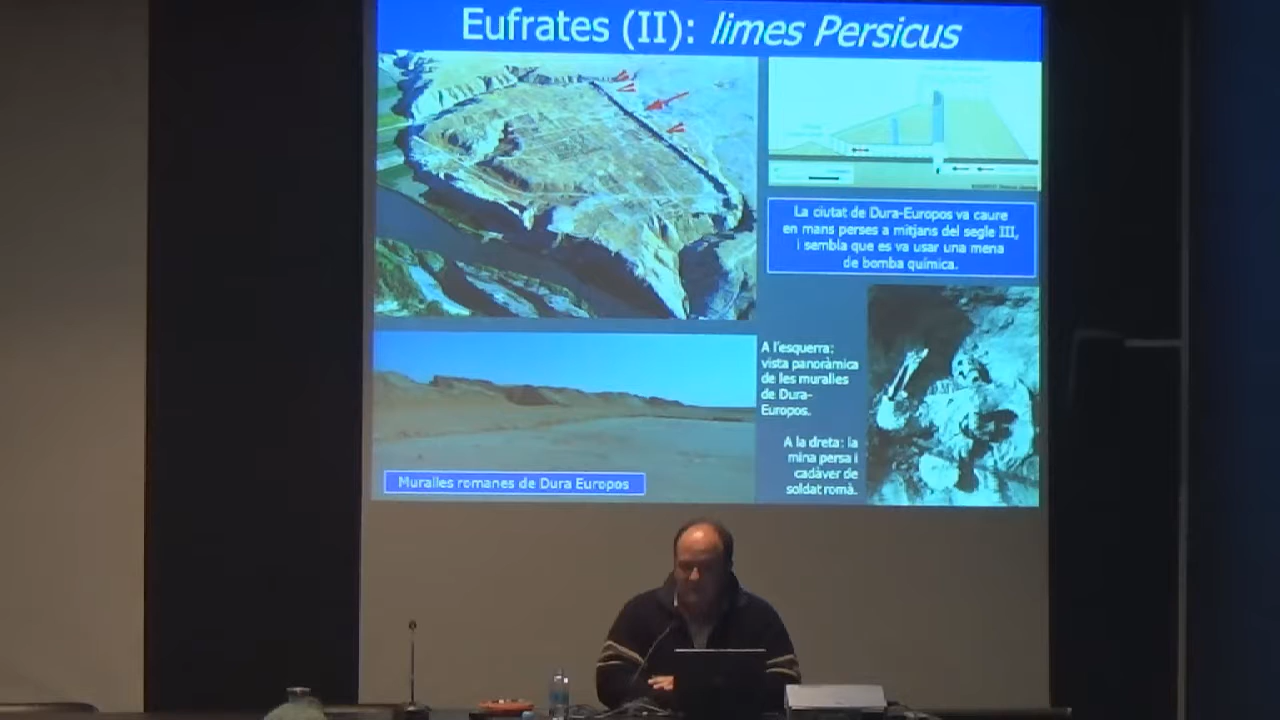 Eufrates (II): limes Persicus
La ciutat de Dura-Europos va caure
en mans perses a mitjans del segle III,
i sembla que es va usar una mena
de bomba química.
A l'esquerra:
vista panoràmica
de les muralles
de Dura-
Europos.
A la dreta: la
mina persa i
cadàver de
soldat romà.
Muralles romanes de Dura Europos